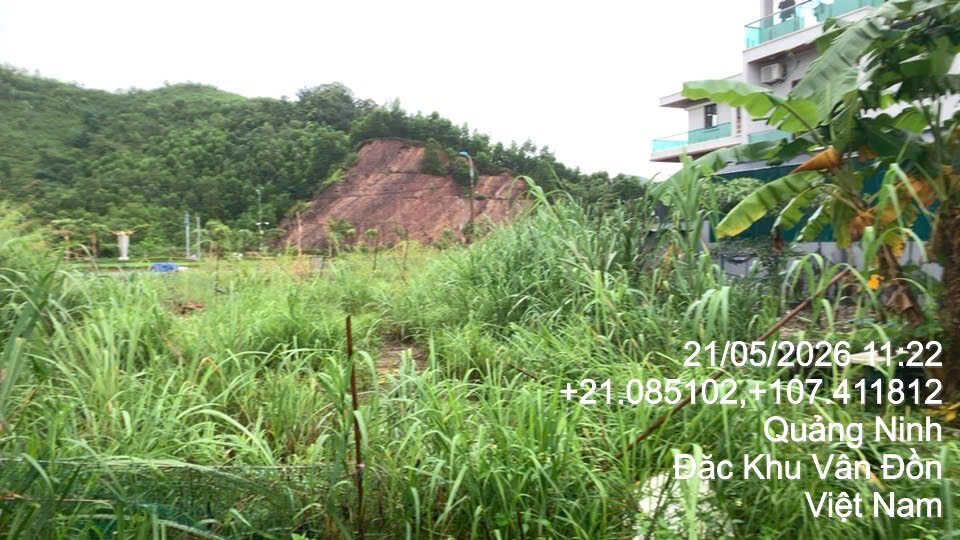 21/05/2026 11:22
+21.085102,+107.411812
Quảng Ninh
Đặc Khu Vân Đồn
Việt Nam